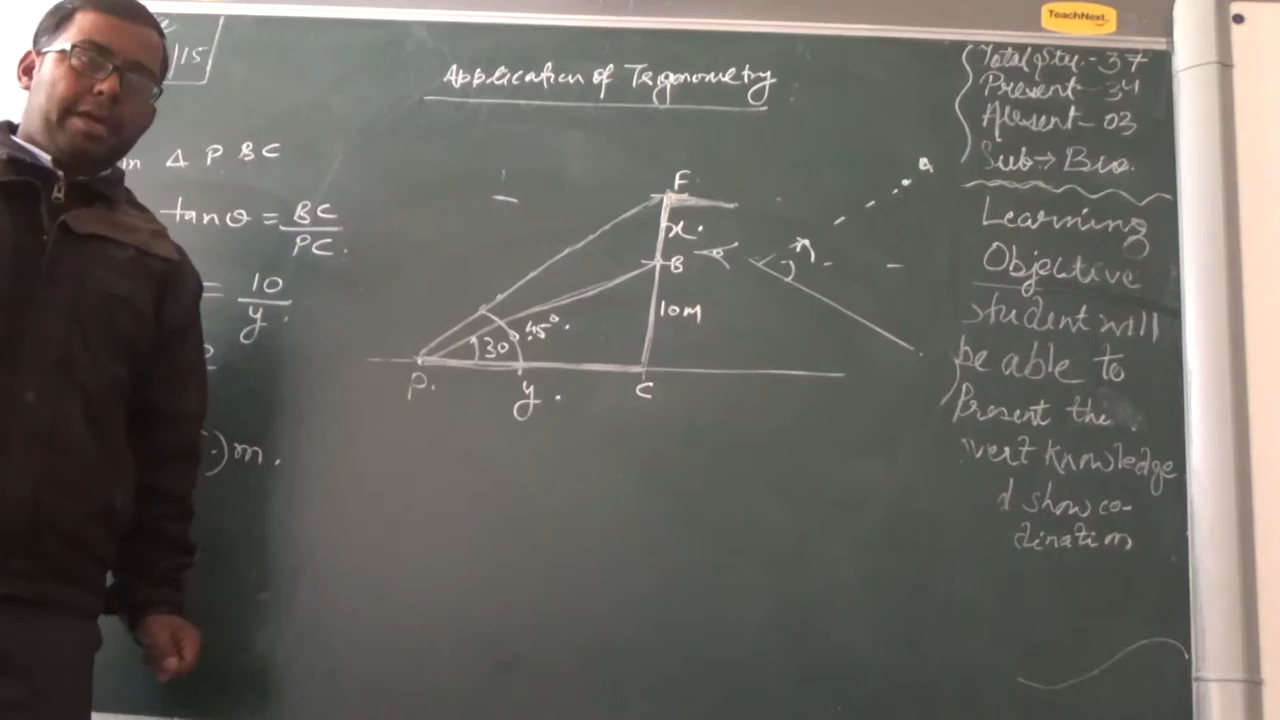 TeachNext
/15
Application of Trigonometry
in Δ P B C
tanθ = BC
PC.
= 10
y.
)m.
F.
x.
B
10M
45°.
30
P.
y.
C
Total Stu.- 37
Present- 34
Absent- 03
Sub→ Bio.
Learning
Objective
student will
be able to
Present the
knowledge
show co-
dination